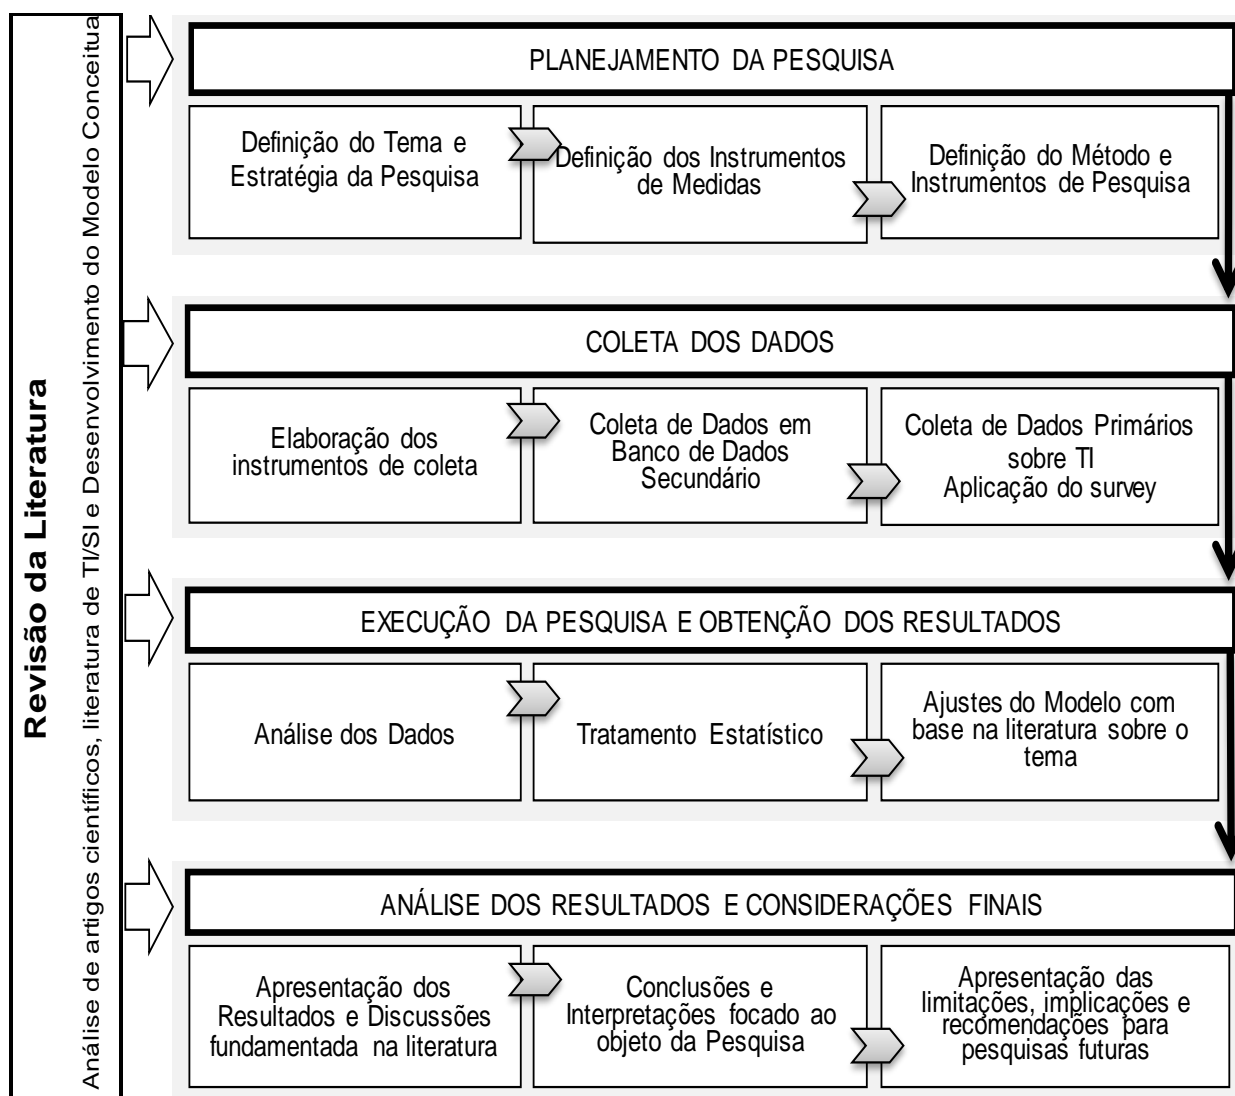 Revisão da Literatura
Análise de artigos científicos, literatura de TI/SI e Desenvolvimento do Modelo Conceitua
PLANEJAMENTO DA PESQUISA
Definição do Tema e
Estratégia da Pesquisa
Definição dos Instrumentos
de Medidas
Definição do Método e
Instrumentos de Pesquisa
COLETA DOS DADOS
Elaboração dos
instrumentos de coleta
Coleta de Dados em
Banco de Dados
Secundário
Coleta de Dados Primários
sobre TI
Aplicação do survey
EXECUÇÃO DA PESQUISA E OBTENÇÃO DOS RESULTADOS
Análise dos Dados
Tratamento Estatístico
Ajustes do Modelo com
base na literatura sobre o
tema
ANÁLISE DOS RESULTADOS E CONSIDERAÇÕES FINAIS
Apresentação dos
Resultados e Discussões
fundamentada na literatura
Conclusões e
Interpretações focado ao
objeto da Pesquisa
Apresentação das
limitações, implicações e
recomendações para
pesquisas futuras